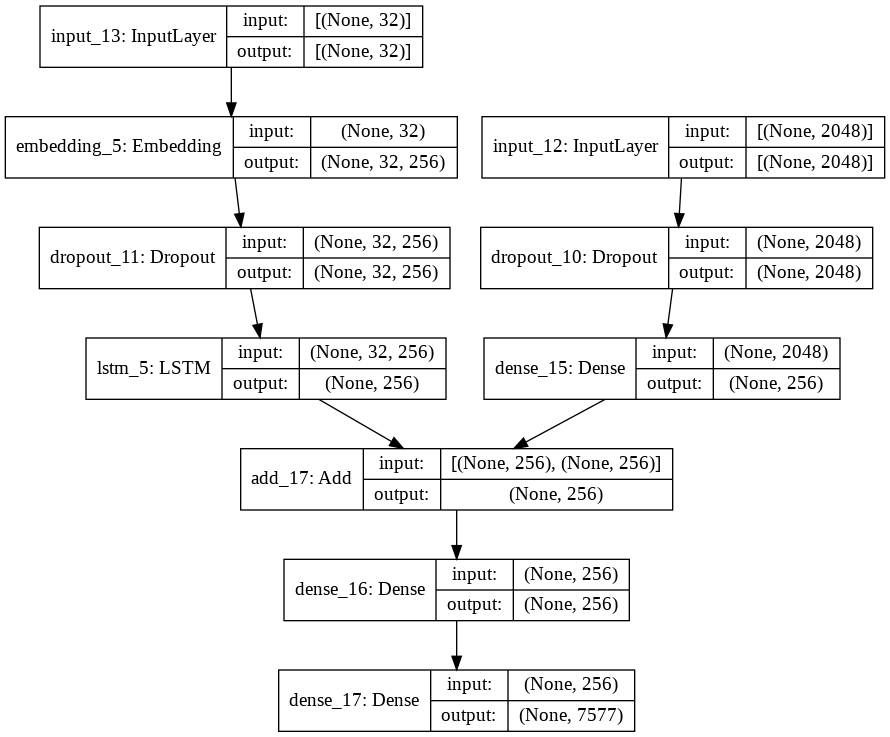 input_13: InputLayer
input: [(None, 32)]
output: [(None, 32)]
embedding_5: Embedding
input: (None, 32)
output: (None, 32, 256)
input_12: InputLayer
input: [(None, 2048)]
output: [(None, 2048)]
dropout_11: Dropout
input: (None, 32, 256)
output: (None, 32, 256)
dropout_10: Dropout
input: (None, 2048)
output: (None, 2048)
lstm_5: LSTM
input: (None, 32, 256)
output: (None, 256)
dense_15: Dense
input: (None, 2048)
output: (None, 256)
add_17: Add
input: [(None, 256), (None, 256)]
output: (None, 256)
dense_16: Dense
input: (None, 256)
output: (None, 256)
dense_17: Dense
input: (None, 256)
output: (None, 7577)